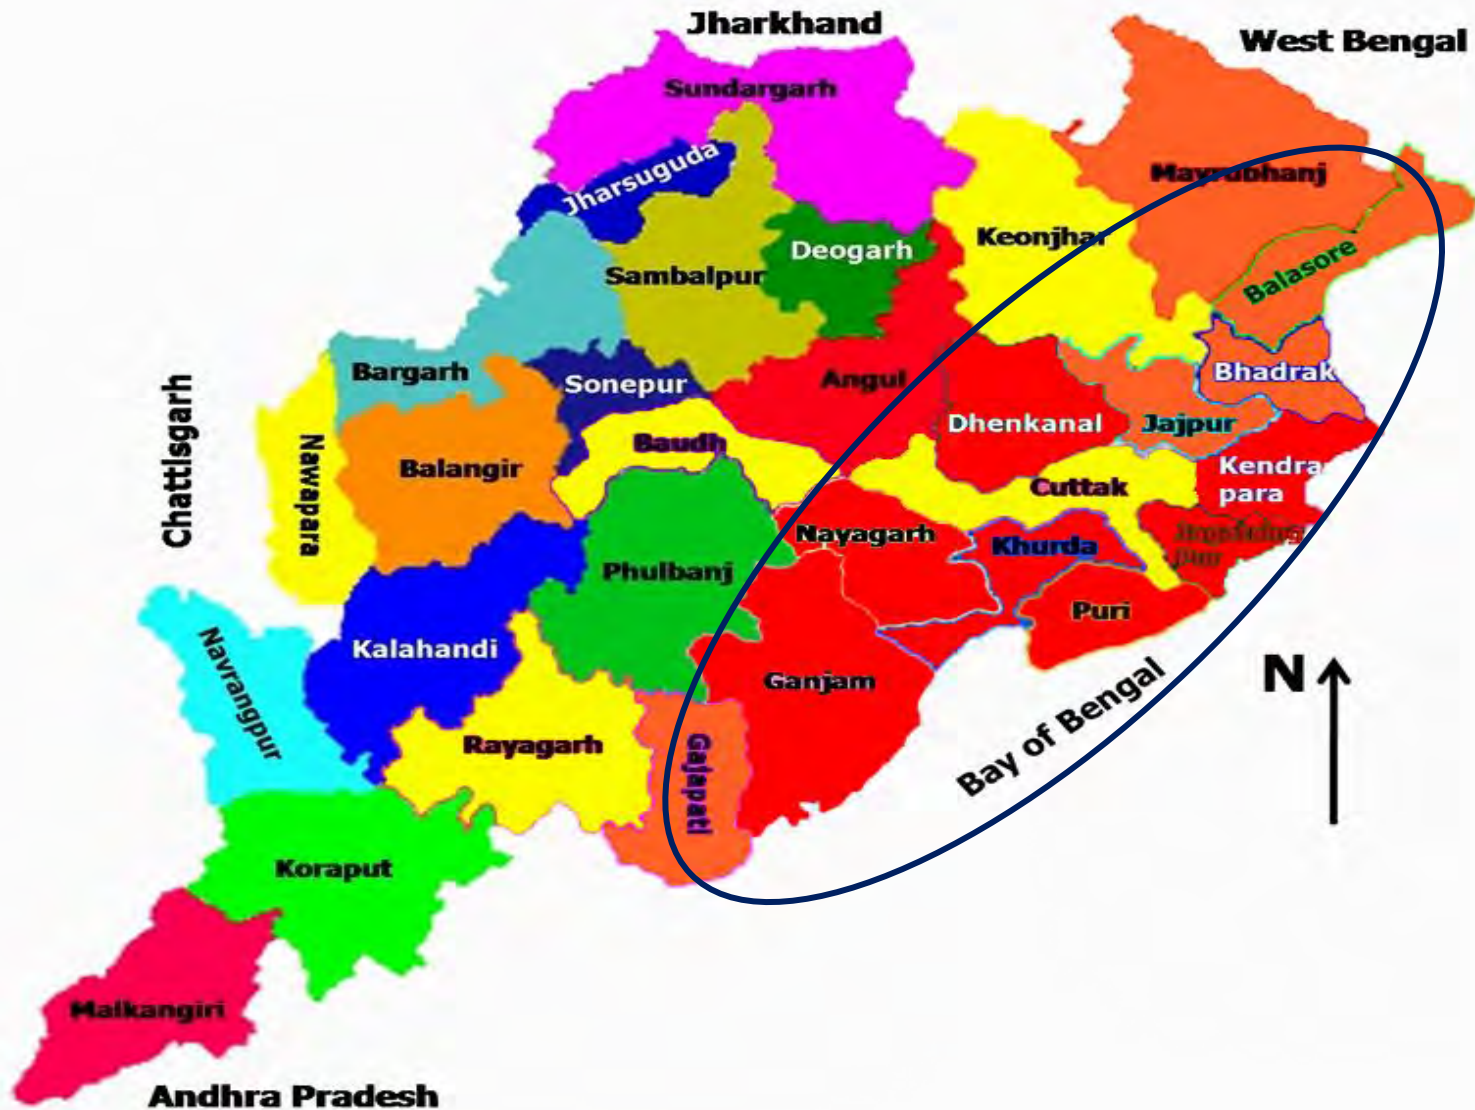 Jharkhand
West Bengal
Sundargarh
Jharsuguda
Mayrubhanj
Keonjhar
Deogarh
Sambalpur
Balasore
Bargarh
Sonepur
Angul
Bhadrak
Chattisgarh
Dhenkanal
Jajpur
Baudh
Balangir
Nawapara
Kendra
para
Cuttak
Nayagarh
Khurda
pur
Phulbanj
Puri
Kalahandi
Navrangpur
Ganjam
N
Bay of Bengal
Rayagarh
Gajapati
Koraput
Malkangiri
Andhra Pradesh